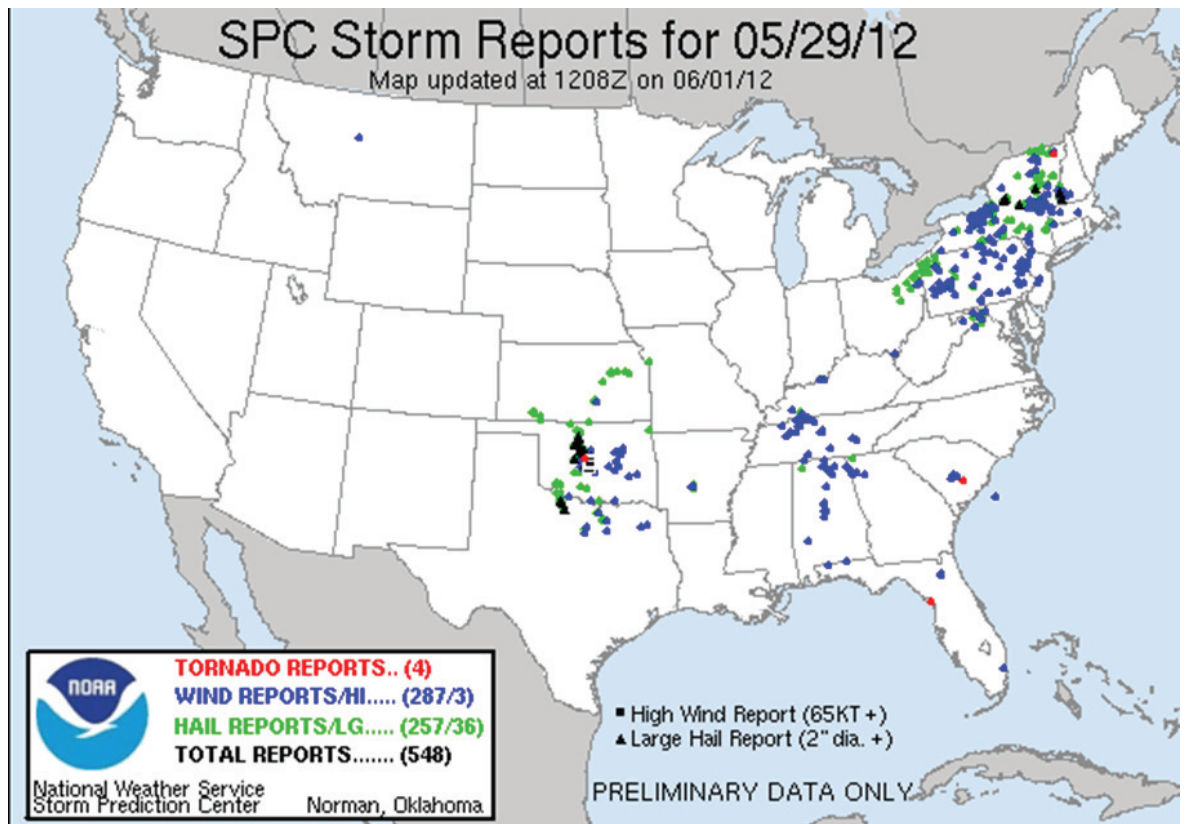 SPC Storm Reports for 05/29/12
Map updated at 1208Z on 06/01/12
TORNADO REPORTS.. (4)
WIND REPORTS/HI..... (287/3)
HAIL REPORTS/LG..... (257/36)
TOTAL REPORTS....... (548)
NOAA
National Weather Service
Storm Prediction Center Norman, Oklahoma
High Wind Report (65KT +)
Large Hail Report (2" dia. +)
PRELIMINARY DATA ONLY